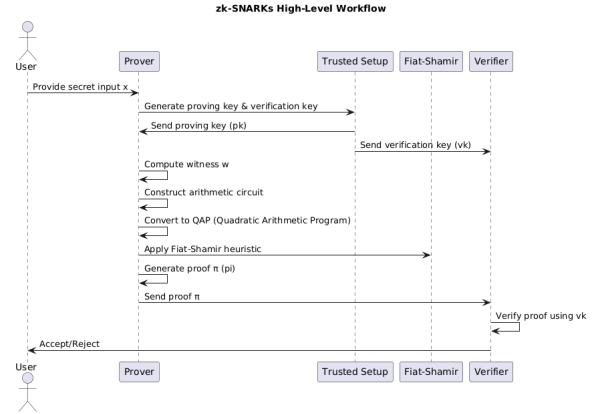 zk-SNARKs High-Level Workflow
User
Prover
Trusted Setup
Fiat-Shamir
Verifier
Provide secret input x
Generate proving key & verification key
Send proving key (pk)
Send verification key (vk)
Compute witness w
Construct arithmetic circuit
Convert to QAP (Quadratic Arithmetic Program)
Apply Fiat-Shamir heuristic
Generate proof π (pi)
Send proof π
Verify proof using vk
Accept/Reject
User
Prover
Trusted Setup
Fiat-Shamir
Verifier